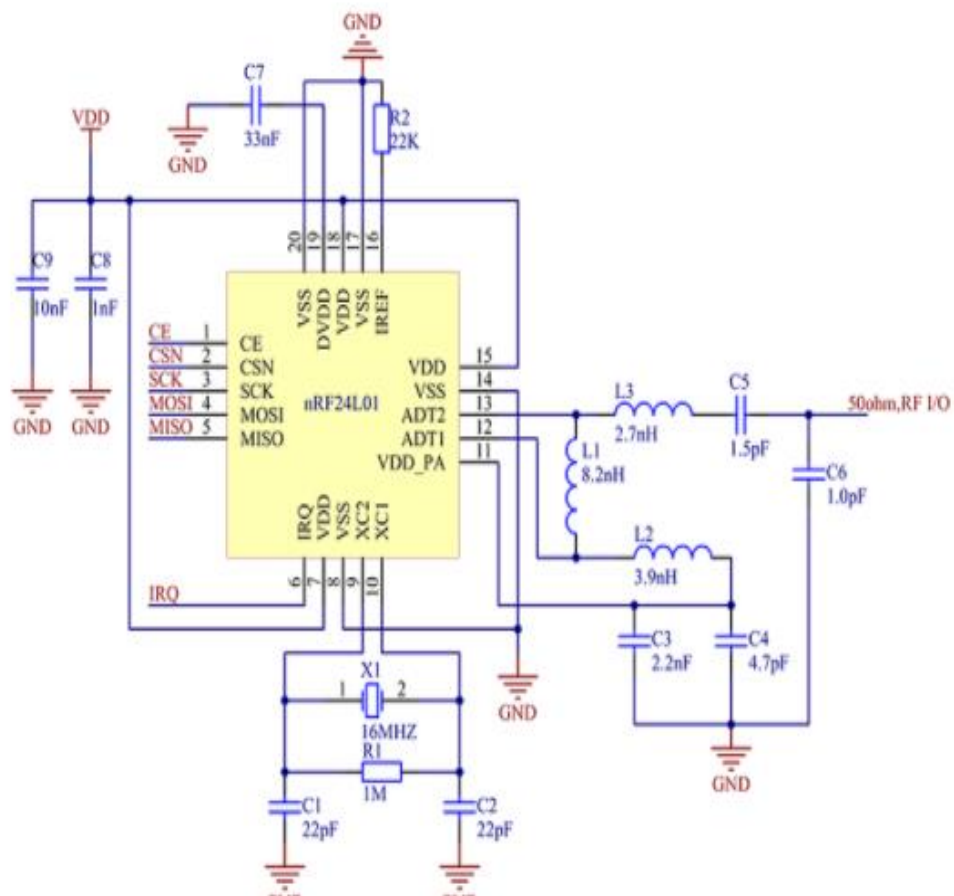 GND
C7
33nF
GND
R2
22K
VDD
C9
10nF
C8
1nF
GND
GND
20
19
18
17
16
VSS
DVDD
VDD
VSS
IREF
CE 1 CE
CSN 2 CSN
SCK 3 SCK
MOSI 4 MOSI
MISO 5 MISO
nRF24L01
VDD 15
VSS 14
ADT2 13
ADT1 12
VDD_PA 11
IRQ
VDD
VSS
XC2
XC1
6
7
8
9
10
IRQ
L3
2.7nH
C5
1.5pF
50ohm,RF I/O
L1
8.2nH
C6
1.0pF
L2
3.9nH
C3
2.2nF
C4
4.7pF
GND
GND
X1
1 2
16MHZ
R1
1M
C1
22pF
C2
22pF